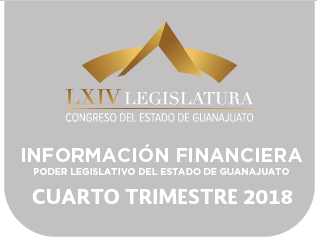 LXIV LEGISLATURA
CONGRESO DEL ESTADO DE GUANAJUATO
INFORMACIÓN FINANCIERA
PODER LEGISLATIVO DEL ESTADO DE GUANAJUATO
CUARTO TRIMESTRE 2018